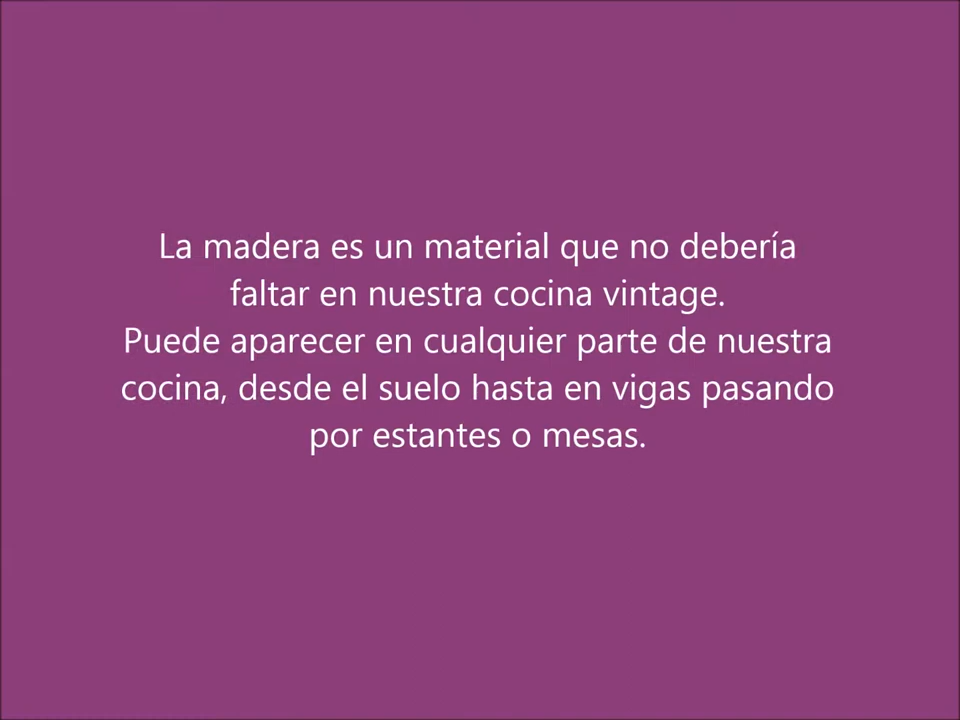 La madera es un material que no debería
faltar en nuestra cocina vintage.
Puede aparecer en cualquier parte de nuestra
cocina, desde el suelo hasta en vigas pasando
por estantes o mesas.